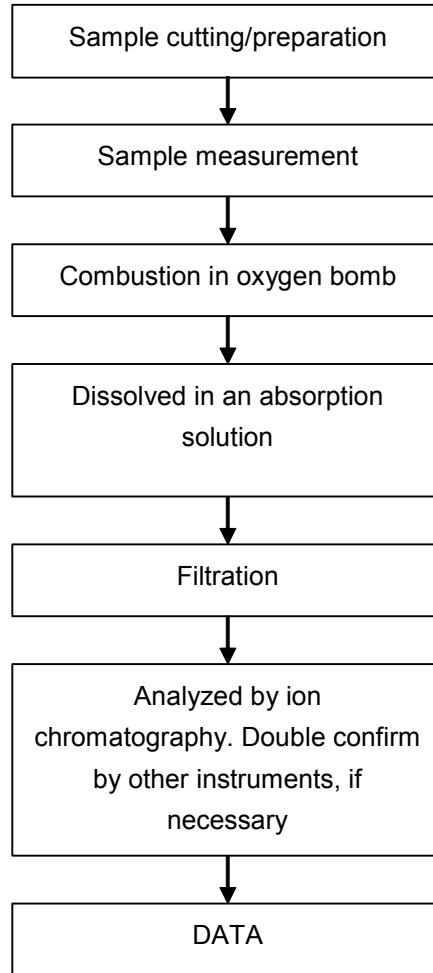 Sample cutting/preparation
Sample measurement
Combustion in oxygen bomb
Dissolved in an absorption
solution
Filtration
Analyzed by ion
chromatography. Double confirm
by other instruments, if
necessary
DATA